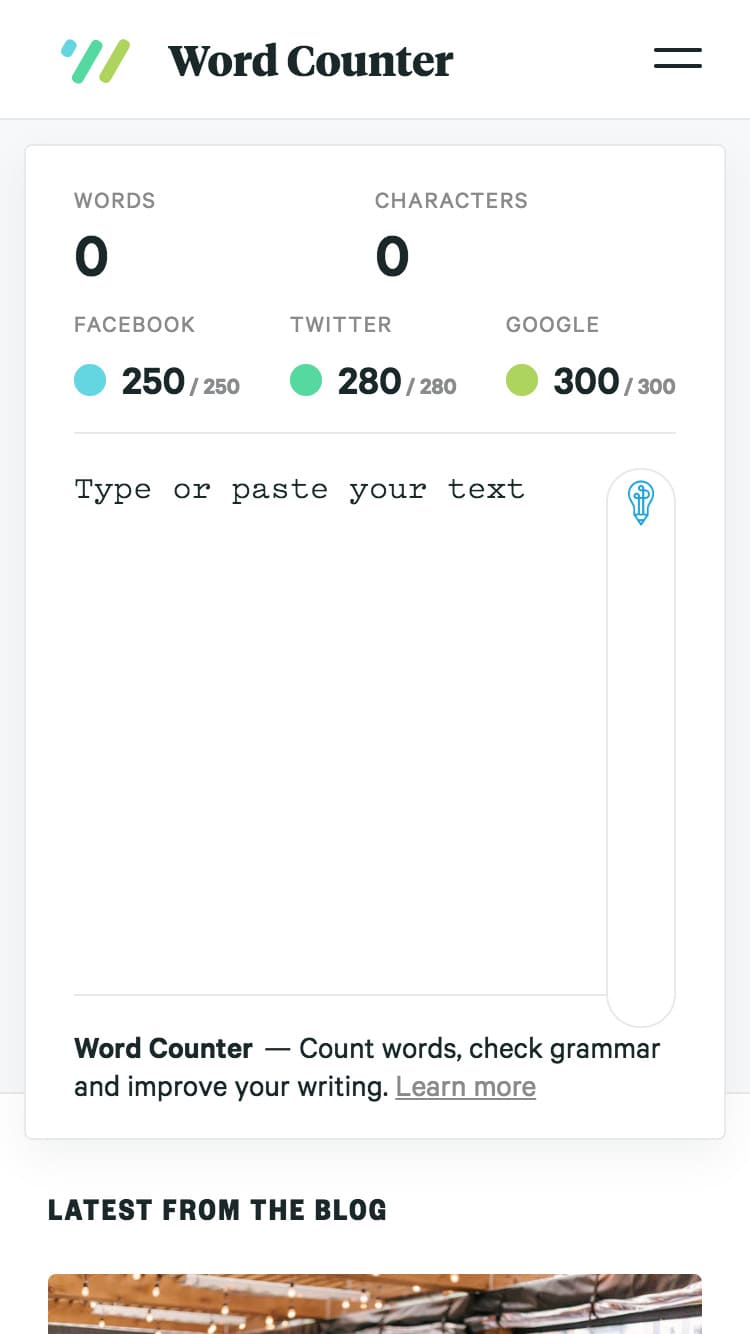 Word Counter
WORDS CHARACTERS
0 0
FACEBOOK TWITTER GOOGLE
250 / 250 280 / 280 300 / 300
Type or paste your text
Word Counter — Count words, check grammar
and improve your writing. Learn more
LATEST FROM THE BLOG